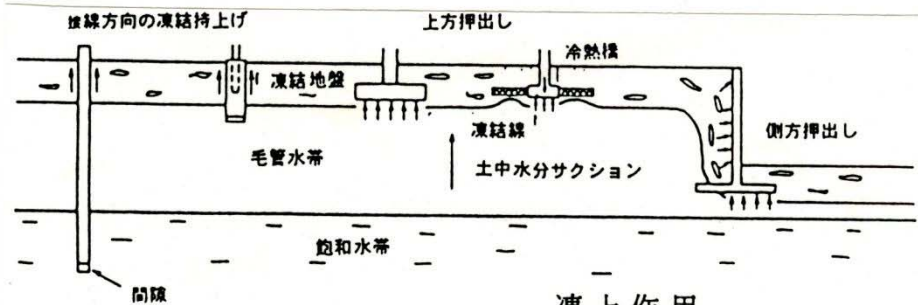 接線方向の凍結持上げ
上方押出し
冷熱橋
凍結地盤
凍結線
側方押出し
毛管水帯
土中水分サクション
飽和水帯
間隙
凍上作用